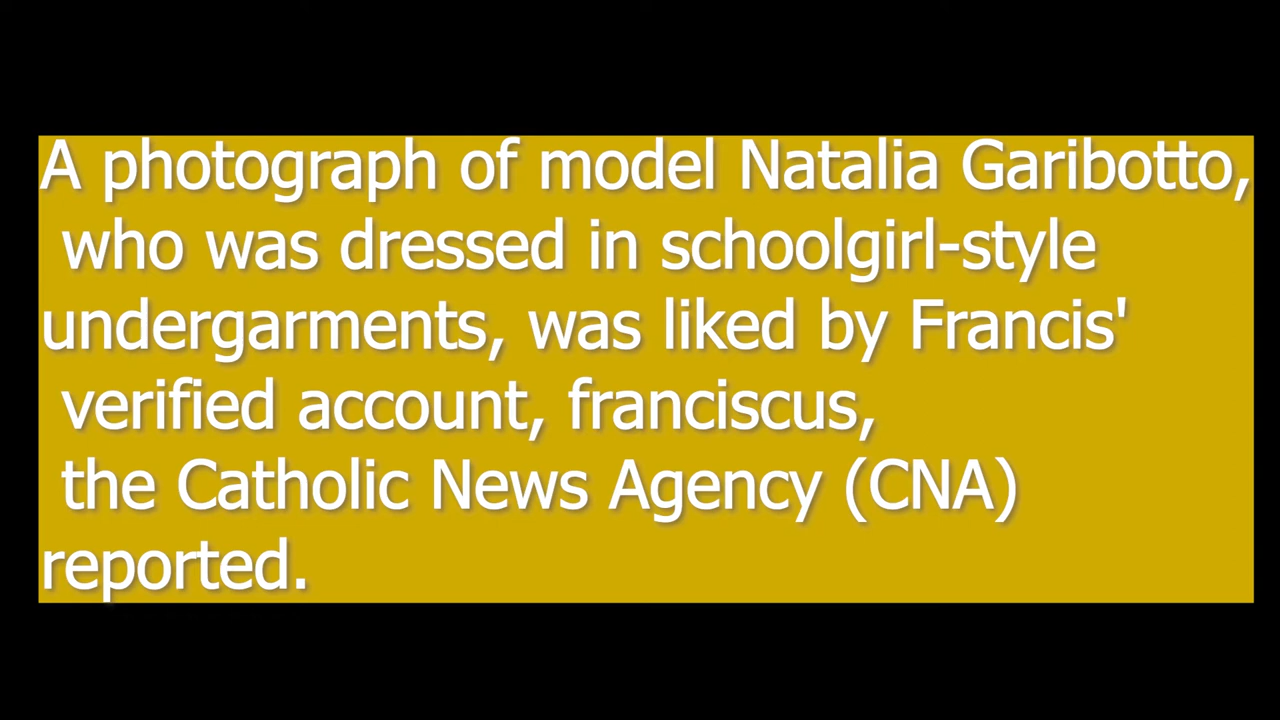 A photograph of model Natalia Garibotto,
who was dressed in schoolgirl-style
undergarments, was liked by Francis'
verified account, franciscus,
the Catholic News Agency (CNA)
reported.